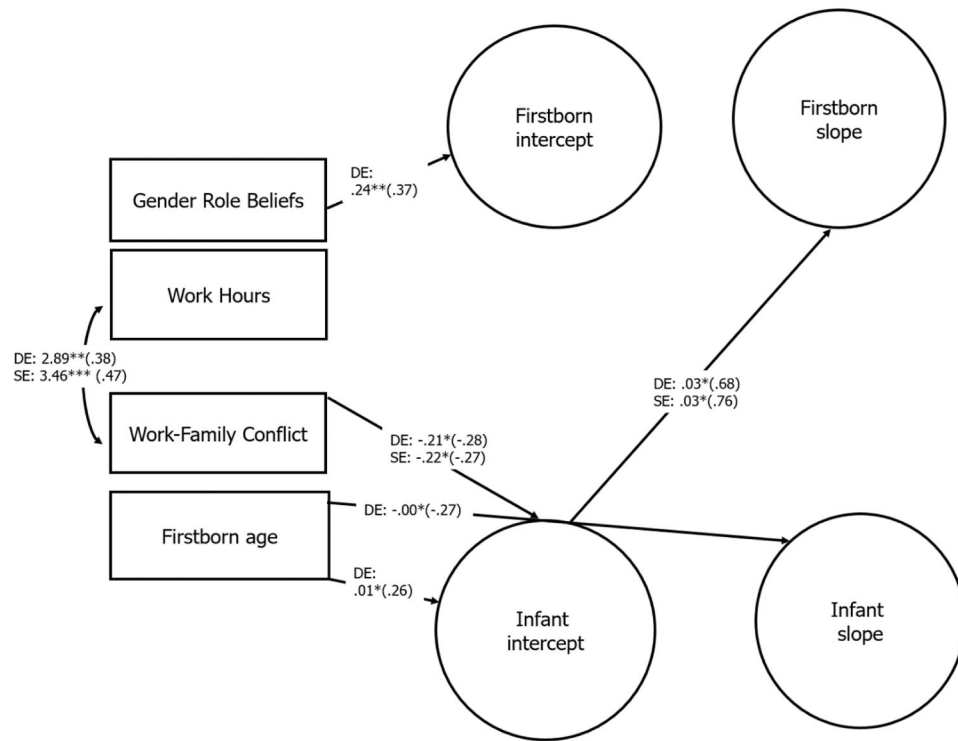 Firstborn
intercept
Firstborn
slope
DE:
.24**(.37)
Gender Role Beliefs
Work Hours
DE: 2.89**(.38)
SE: 3.46*** (.47)
DE: .03*(.68)
SE: .03*(.76)
Work-Family Conflict
DE: -.21*(-.28)
SE: -.22*(-.27)
DE: -.00*(-.27)
Firstborn age
DE:
.01*(.26)
Infant
intercept
Infant
slope